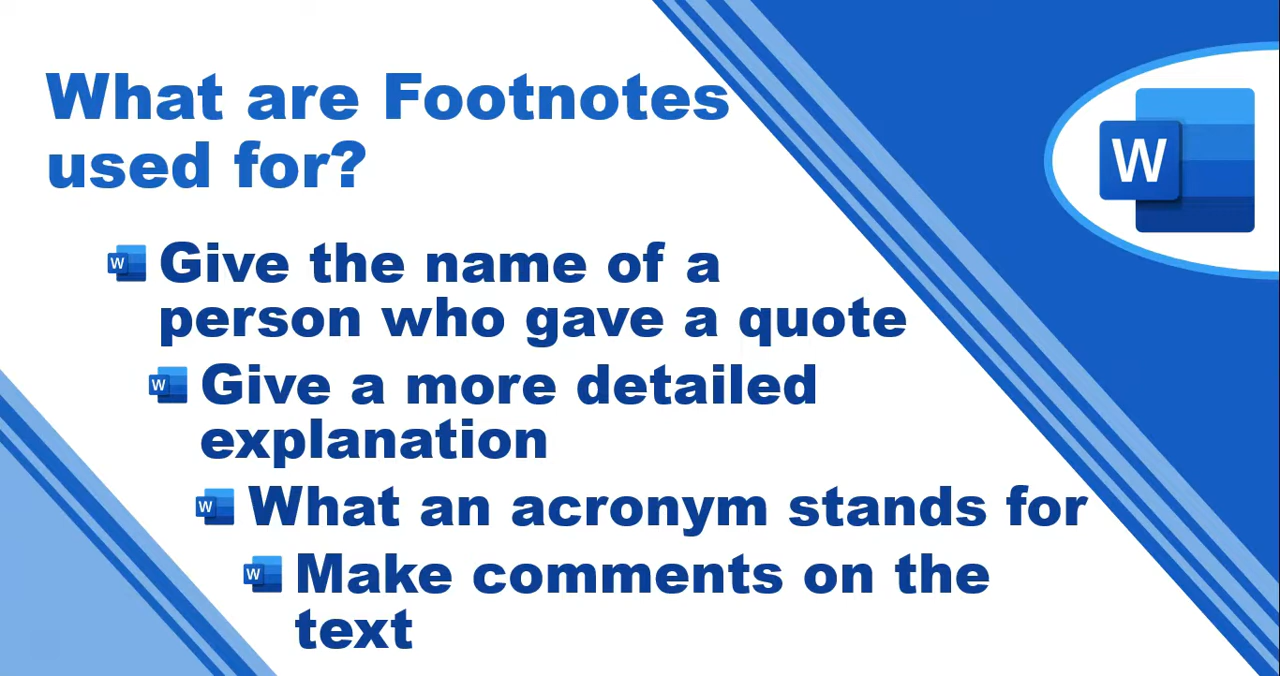 What are Footnotes
used for?
W
W Give the name of a
person who gave a quote
W Give a more detailed
explanation
W What an acronym stands for
W Make comments on the
text